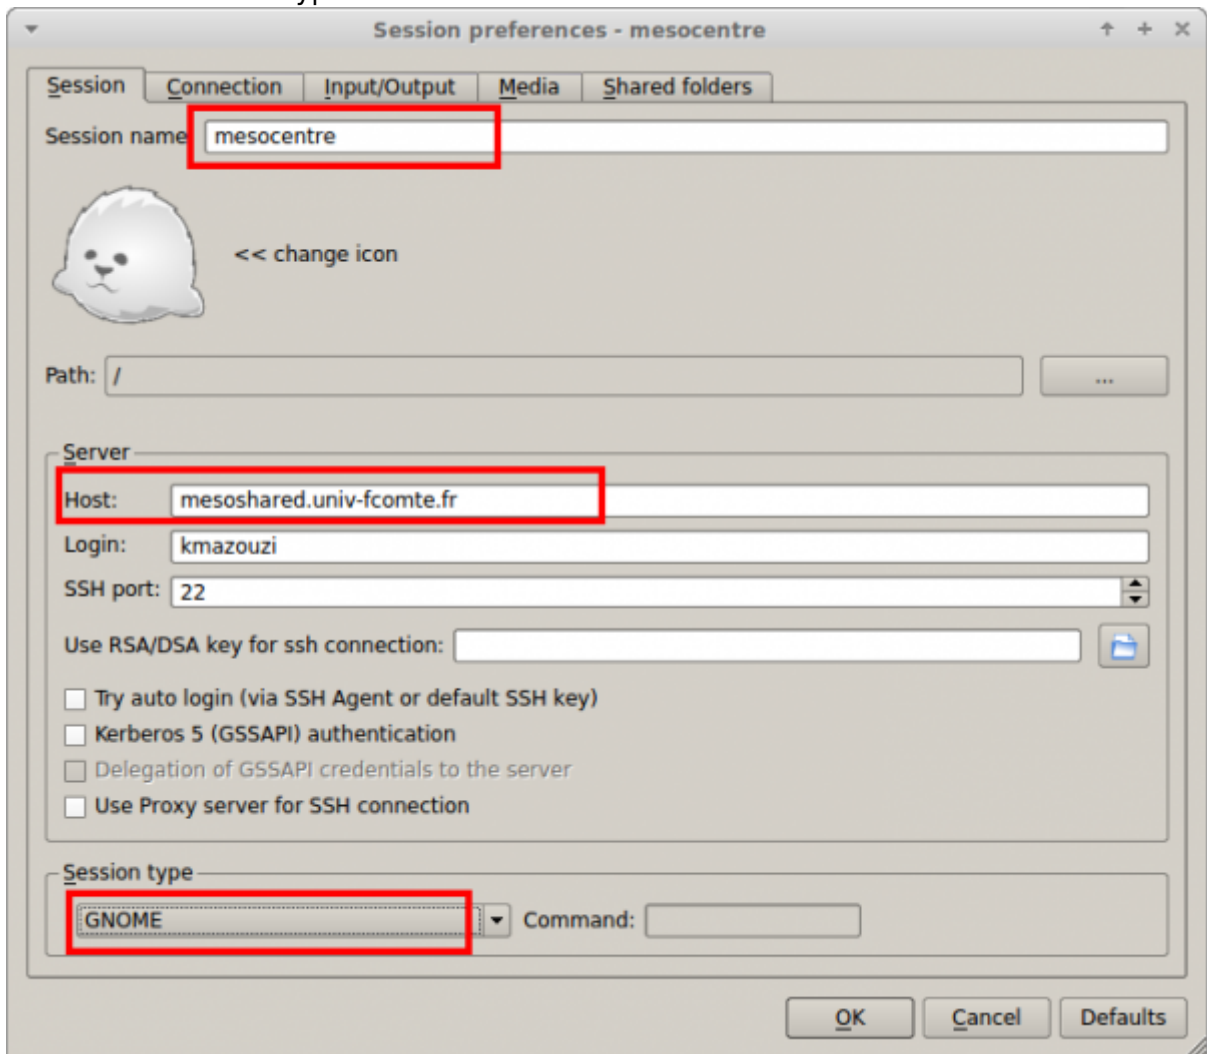 Session preferences - mesocentre
Session Connection Input/Output Media Shared folders
Session name mesocentre
<< change icon
Path: / ...
Server
Host: mesoshared.univ-fcomte.fr
Login: kmazouzi
SSH port: 22
Use RSA/DSA key for ssh connection:
Try auto login (via SSH Agent or default SSH key)
Kerberos 5 (GSSAPI) authentication
Delegation of GSSAPI credentials to the server
Use Proxy server for SSH connection
Session type
GNOME Command:
OK Cancel Defaults